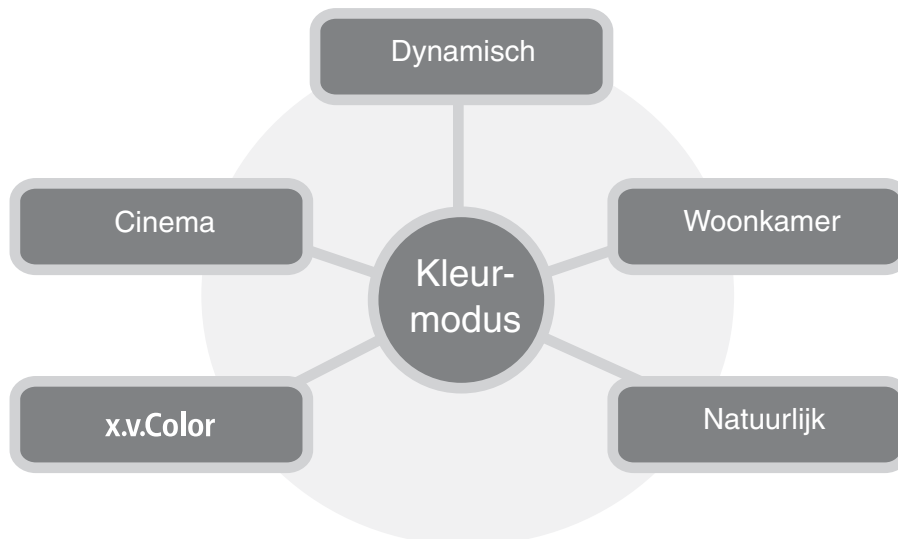 Dynamisch
Cinema
Woonkamer
Kleur-
modus
x.v.Color
Natuurlijk